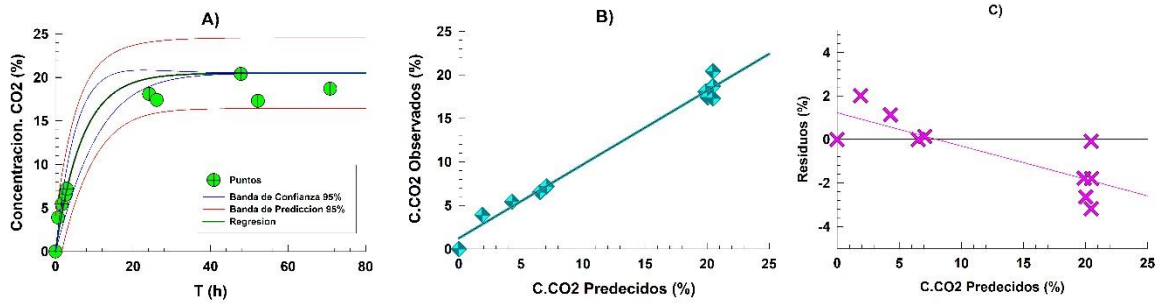 A)
Concentracion. CO2 (%)
25
20
15
10
5
0
Puntos
Banda de Confianza 95%
Banda de Prediccion 95%
Regresion
0 20 40 60 80
T (h)
B)
C.CO2 Observados (%)
25
20
15
10
5
0
0 5 10 15 20 25
C.CO2 Predecidos (%)
C)
Residuos (%)
4
2
0
-2
-4
0 5 10 15 20 25
C.CO2 Predecidos (%)